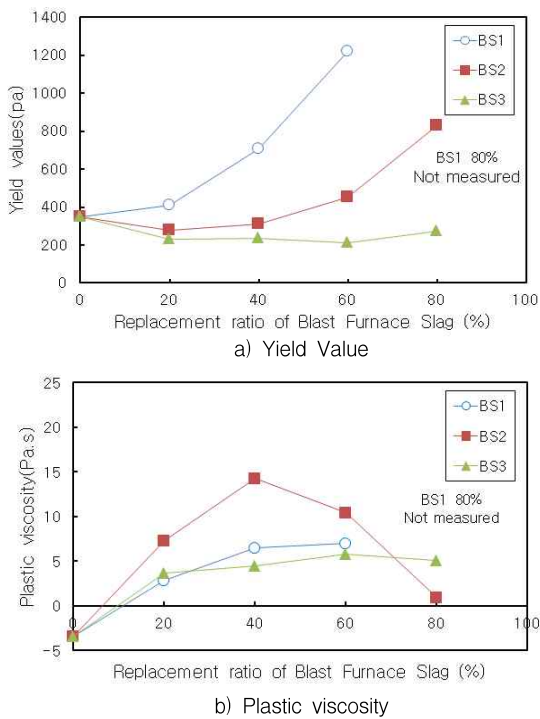 1400
1200
1000
800
600
400
200
0
Yield values(pa)
BS1
BS2
BS3
BS1 80%
Not measured
0 20 40 60 80 100
Replacement ratio of Blast Furnace Slag (%)
a) Yield Value
25
20
15
10
5
0
-5
Plastic viscosity(Pa.s)
BS1
BS2
BS3
BS1 80%
Not measured
0 20 40 60 80 100
Replacement ratio of Blast Furnace Slag (%)
b) Plastic viscosity